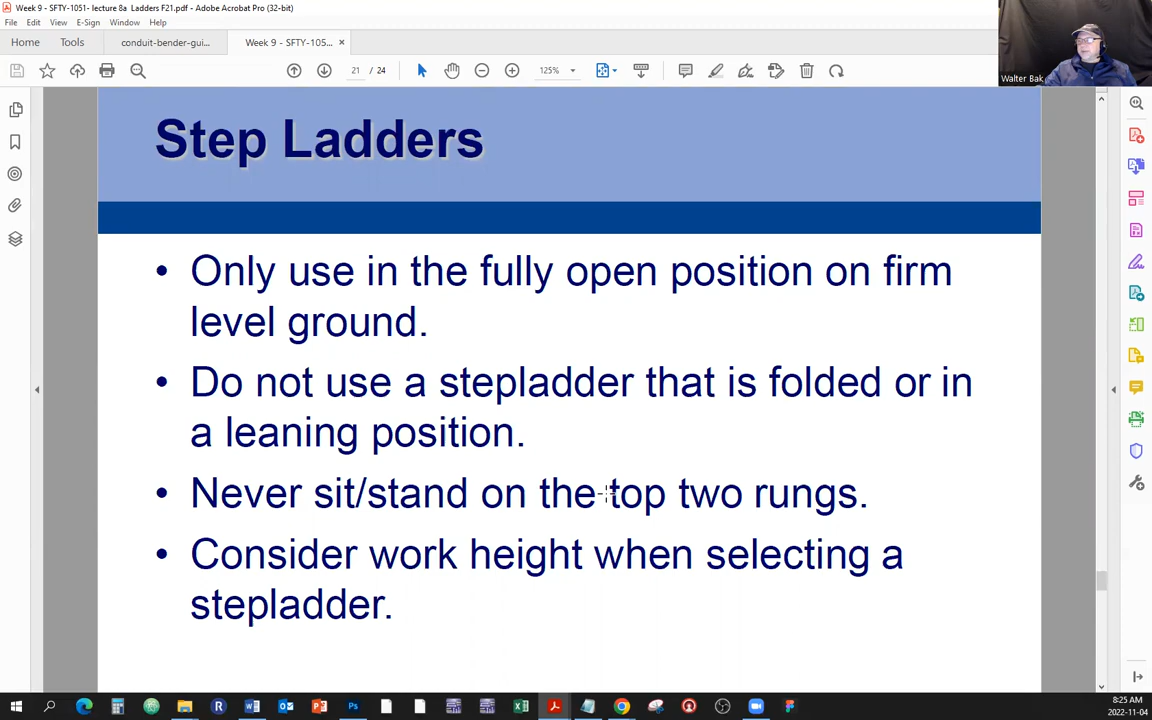 Week 9 - SFTY-1051- lecture 8a  Ladders F21.pdf - Adobe Acrobat Pro (32-bit)
File Edit View E-Sign Window Help
Home Tools conduit-bender-gui... Week 9 - SFTY-105... ×
21 / 24 125%
Walter Bak
Step Ladders
• Only use in the fully open position on firm
level ground.
• Do not use a stepladder that is folded or in
a leaning position.
• Never sit/stand on the top two rungs.
• Consider work height when selecting a
stepladder.
8:25 AM
2022-11-04